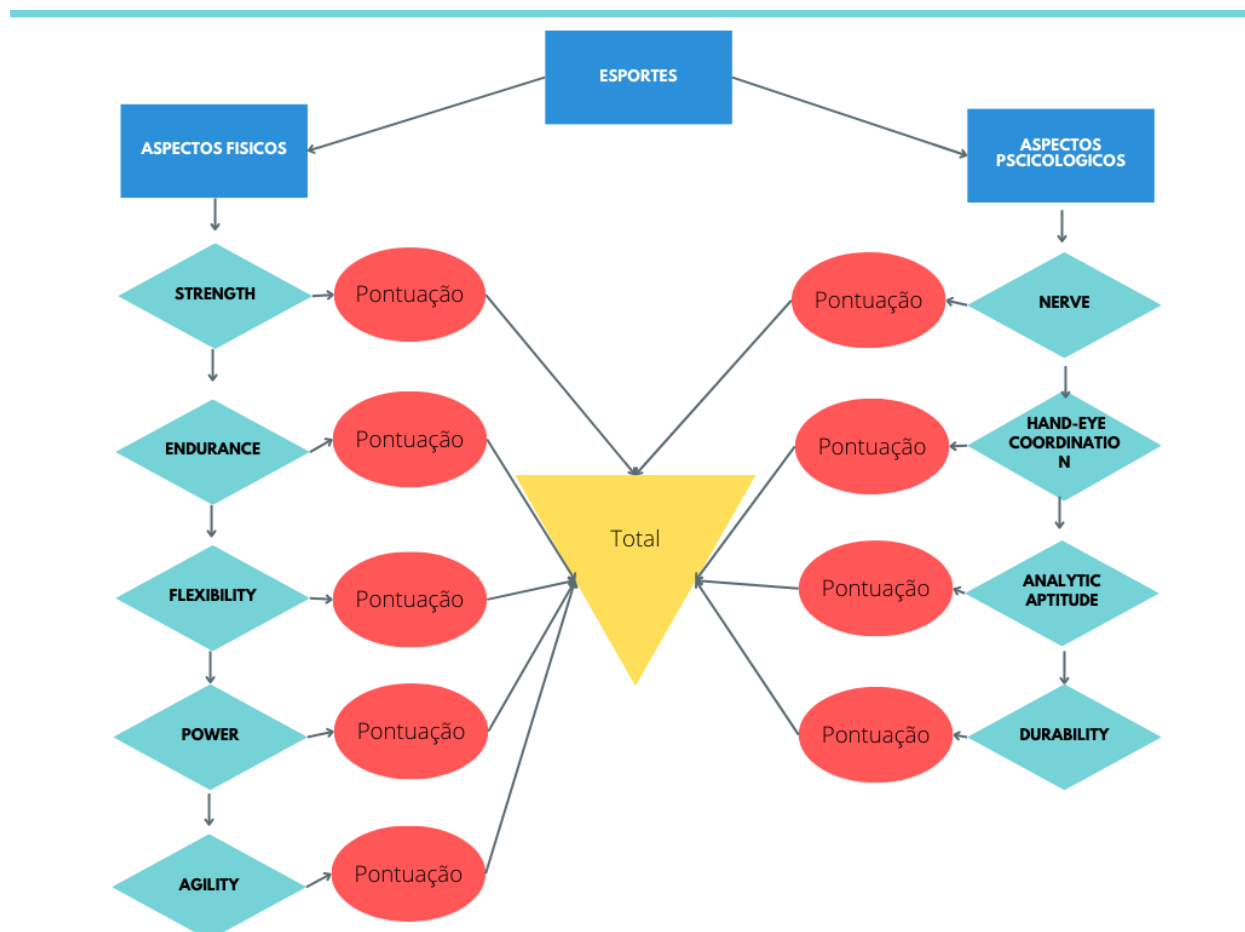 ESPORTES
ASPECTOS FISICOS
ASPECTOS
PSCICOLOGICOS
STRENGTH
Pontuação
Pontuação
NERVE
ENDURANCE
Pontuação
Pontuação
HAND-EYE
COORDINATIO
N
Total
FLEXIBILITY
Pontuação
Pontuação
ANALYTIC
APTITUDE
POWER
Pontuação
Pontuação
DURABILITY
AGILITY
Pontuação